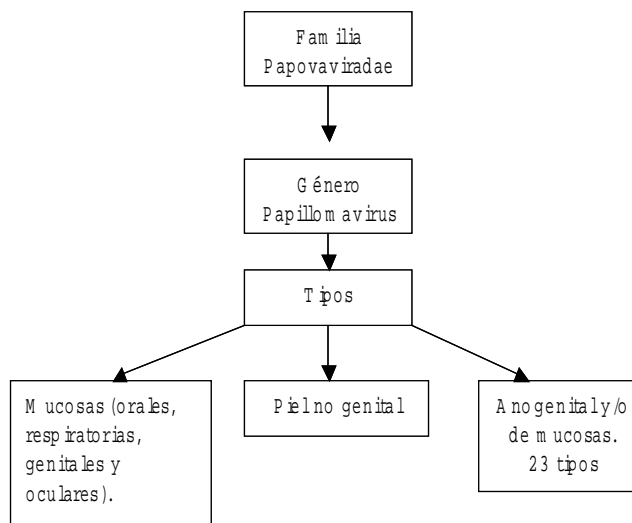 Familia
Papovaviradae
Género
Papillomavirus
Tipos
Mucosas (orales,
respiratorias,
genitales y
oculares).
Piel no genital
Anogenital y/o
de mucosas.
23 tipos